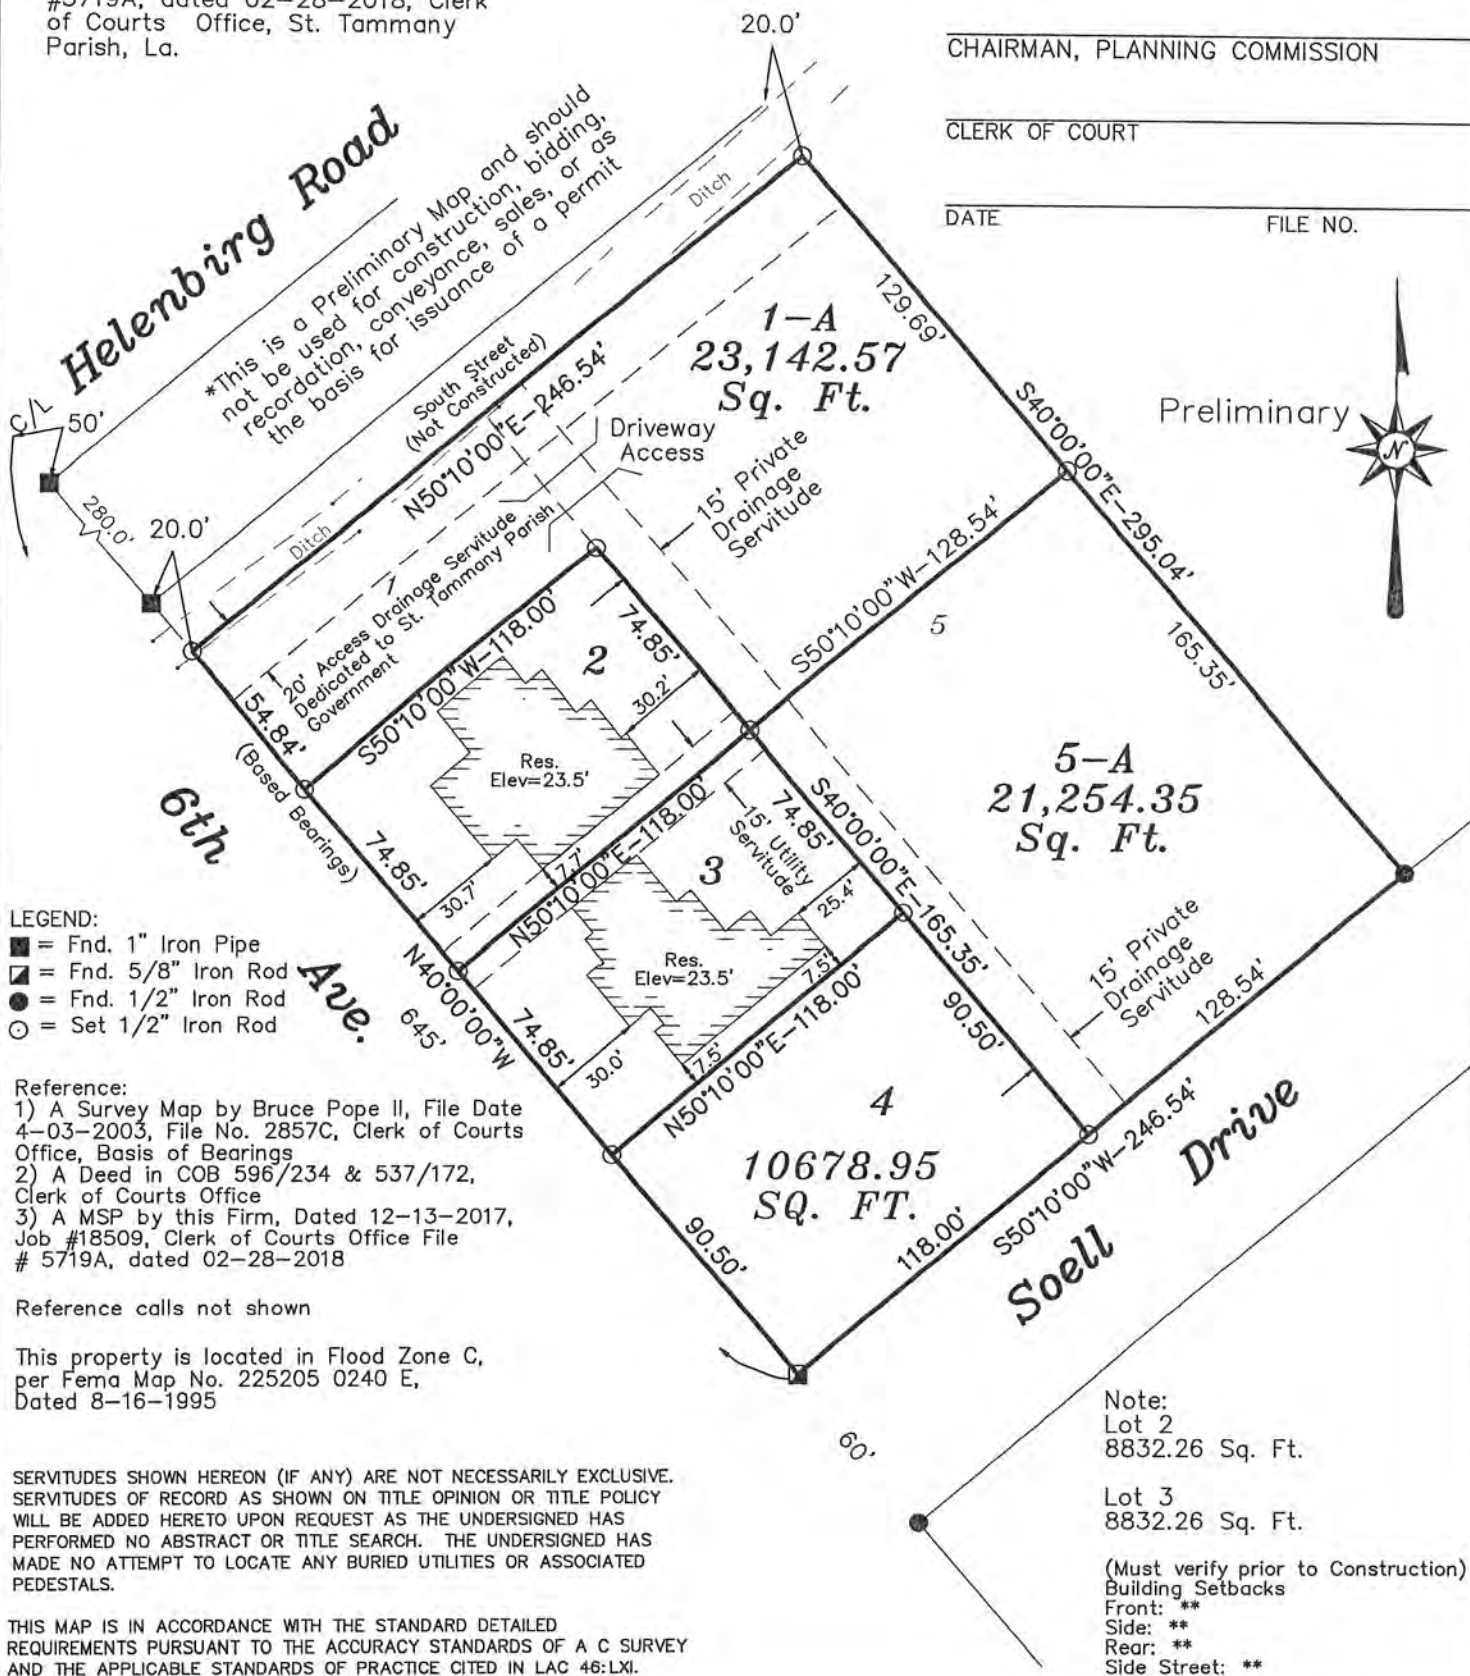 #5719A, dated 02-28-2018, Clerk
of Courts Office, St. Tammany
Parish, La.
20.0'
CHAIRMAN, PLANNING COMMISSION
CLERK OF COURT
DATE FILE NO.
Helenbirg Road
*This is a Preliminary Map and should
not be used for construction, bidding,
recordation, conveyance, sales, or as
the basis for issuance of a permit
Ditch
129.69'
1-A
23,142.57
Sq. Ft.
Preliminary
N
C/L
50'
280.0'
20.0'
South Street
(Not Constructed)
N50°10'00"E-246.54'
Driveway
Access
15' Private
Drainage
Servitude
S40°00'00"E-295.04'
Ditch
1
20' Access Drainage Servitude
Dedicated to St. Tammany Parish
Government
S50°10'00"W-128.54'
5
165.35'
54.84'
(Based Bearings)
S50°10'00"W-118.00'
2
74.85'
30.2'
Res.
Elev=23.5'
6th Ave.
74.85'
30.7'
7.7'
N50°10'00"E-118.00'
3
15' Utility
Servitude
74.85'
S40°00'00"E-165.35'
5-A
21,254.35
Sq. Ft.
25.4'
Res.
Elev=23.5'
7.5'
LEGEND:
= Fnd. 1" Iron Pipe
= Fnd. 5/8" Iron Rod
= Fnd. 1/2" Iron Rod
= Set 1/2" Iron Rod
N40°00'00"W
645'
74.85'
30.0'
7.5'
N50°10'00"E-118.00'
90.50'
15' Private
Drainage
Servitude
128.54'
4
10678.95
SQ. FT.
90.50'
118.00'
S50°10'00"W-246.54'
Soell Drive
Reference:
1) A Survey Map by Bruce Pope II, File Date
4-03-2003, File No. 2857C, Clerk of Courts
Office, Basis of Bearings
2) A Deed in COB 596/234 & 537/172,
Clerk of Courts Office
3) A MSP by this Firm, Dated 12-13-2017,
Job #18509, Clerk of Courts Office File
# 5719A, dated 02-28-2018
Reference calls not shown
This property is located in Flood Zone C,
per Fema Map No. 225205 0240 E,
Dated 8-16-1995
60'
SERVITUDES SHOWN HEREON (IF ANY) ARE NOT NECESSARILY EXCLUSIVE.
SERVITUDES OF RECORD AS SHOWN ON TITLE OPINION OR TITLE POLICY
WILL BE ADDED HERETO UPON REQUEST AS THE UNDERSIGNED HAS
PERFORMED NO ABSTRACT OR TITLE SEARCH. THE UNDERSIGNED HAS
MADE NO ATTEMPT TO LOCATE ANY BURIED UTILITIES OR ASSOCIATED
PEDESTALS.
THIS MAP IS IN ACCORDANCE WITH THE STANDARD DETAILED
REQUIREMENTS PURSUANT TO THE ACCURACY STANDARDS OF A C SURVEY
AND THE APPLICABLE STANDARDS OF PRACTICE CITED IN LAC 46:LXI.
Note:
Lot 2
8832.26 Sq. Ft.
Lot 3
8832.26 Sq. Ft.
(Must verify prior to Construction)
Building Setbacks
Front: **
Side: **
Rear: **
Side Street: **